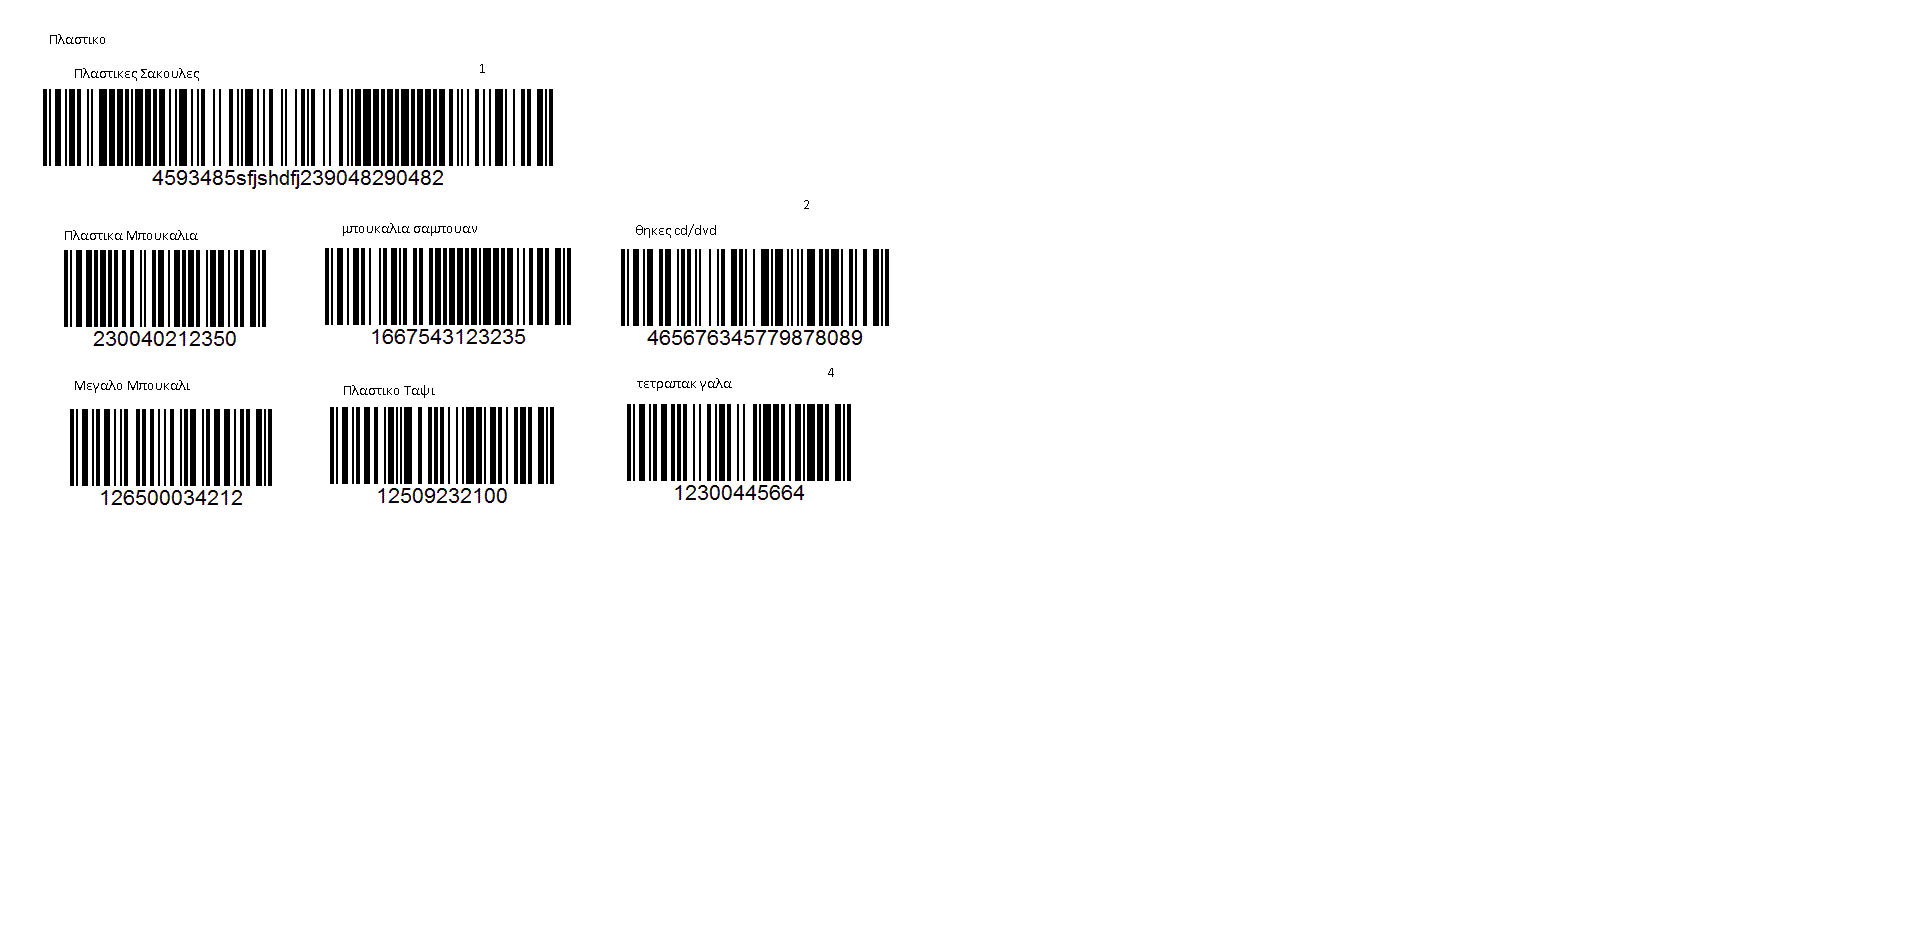 Πλαστικο
Πλαστικες Σακουλες
1
4593485sfjshdfj239048290482
2
Πλαστικα Μπουκαλια
μπουκαλια σαμπουαν
θηκες cd/dvd
230040212350
1667543123235
465676345779878089
4
Μεγαλο Μπουκαλι
Πλαστικο Ταψι
τετραπακ γαλα
126500034212
12509232100
12300445664